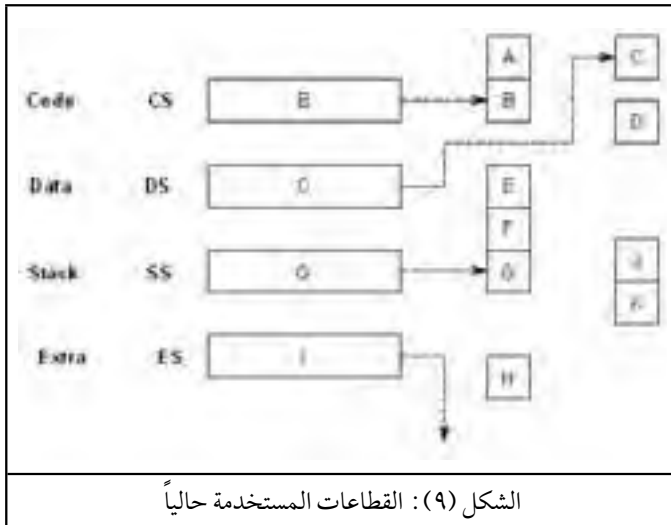 A C
Code CS B B
D
Data DS C E
F
Stack SS G G J
K
Extra ES I H
الشكل (٩): القطاعات المستخدمة حالياً